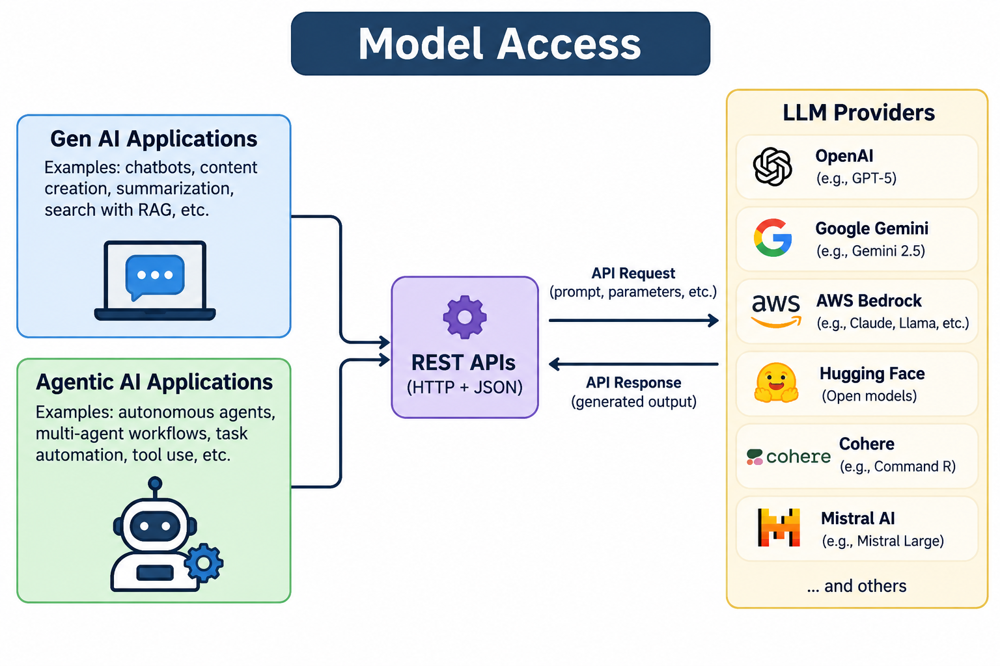 Model Access
Gen AI Applications
Examples: chatbots, content
creation, summarization,
search with RAG, etc.
Agentic AI Applications
Examples: autonomous agents,
multi-agent workflows, task
automation, tool use, etc.
REST APIs
(HTTP + JSON)
API Request
(prompt, parameters, etc.)
API Response
(generated output)
LLM Providers
OpenAI
(e.g., GPT-5)
Google Gemini
(e.g., Gemini 2.5)
aws
AWS Bedrock
(e.g., Claude, Llama, etc.)
Hugging Face
(Open models)
cohere
Cohere
(e.g., Command R)
Mistral AI
(e.g., Mistral Large)
... and others